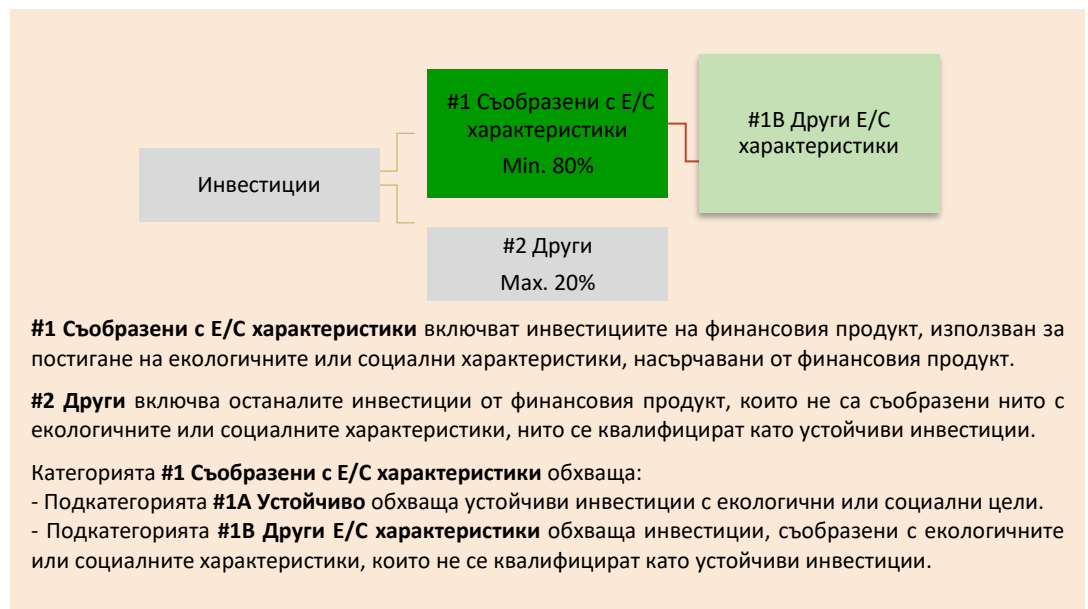 #1 Съобразени с Е/С
характеристики
Min. 80%
#1В Други Е/С
характеристики
Инвестиции
#2 Други
Max. 20%
#1 Съобразени с Е/С характеристики включват инвестициите на финансовия продукт, използван за
постигане на екологичните или социални характеристики, насърчавани от финансовия продукт.
#2 Други включва останалите инвестиции от финансовия продукт, които не са съобразени нито с
екологичните или социалните характеристики, нито се квалифицират като устойчиви инвестиции.
Категорията #1 Съобразени с Е/С характеристики обхваща:
- Подкатегорията #1А Устойчиво обхваща устойчиви инвестиции с екологични или социални цели.
- Подкатегорията #1В Други Е/С характеристики обхваща инвестиции, съобразени с екологичните
или социалните характеристики, които не се квалифицират като устойчиви инвестиции.